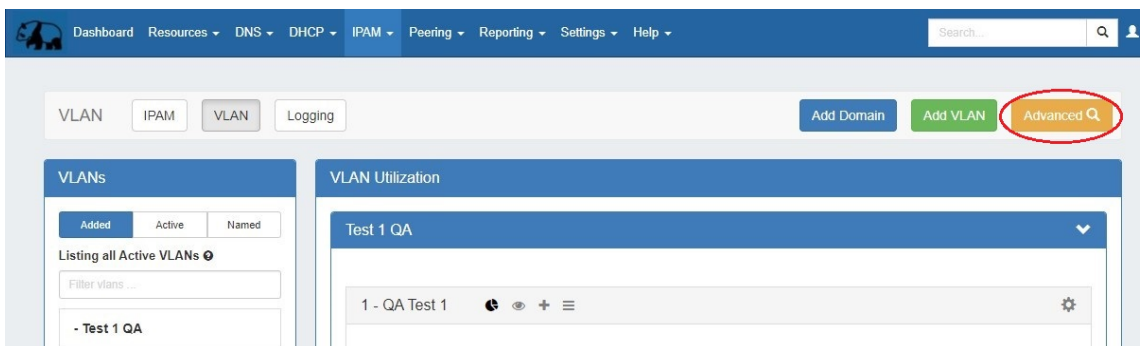 Dashboard Resources DNS DHCP IPAM Peering Reporting Settings Help Search...
VLAN IPAM VLAN Logging Add Domain Add VLAN Advanced
VLANs
Added Active Named
Listing all Active VLANs
Filter vlans ...
- Test 1 QA
VLAN Utilization
Test 1 QA
1 - QA Test 1